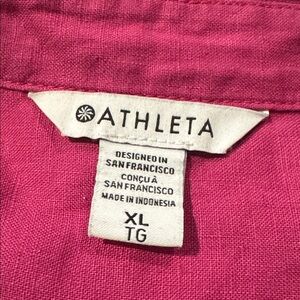 ATHLETA
DESIGNED IN
SAN FRANCISCO
CONÇU À
SAN FRANCISCO
MADE IN INDONESIA
XL
TG